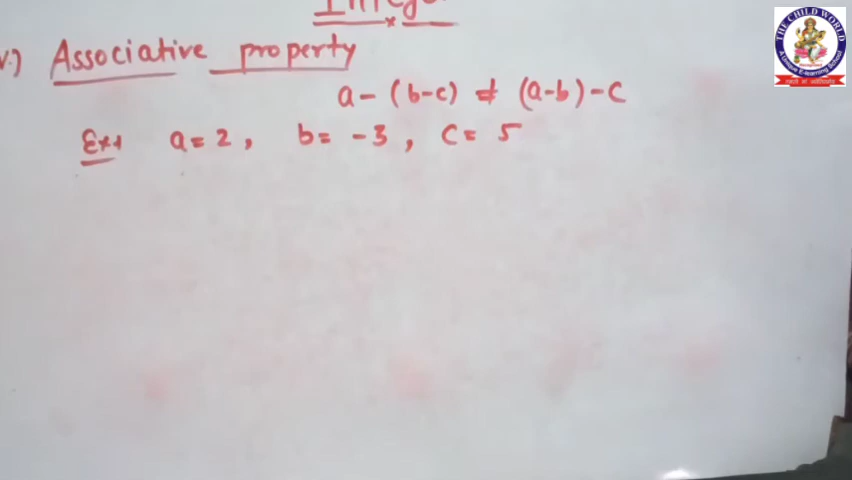 v.) Associative property
a - (b-c) ≠ (a-b) - c
Ex:- a = 2, b = -3, c = 5
THE CHILD WORLD